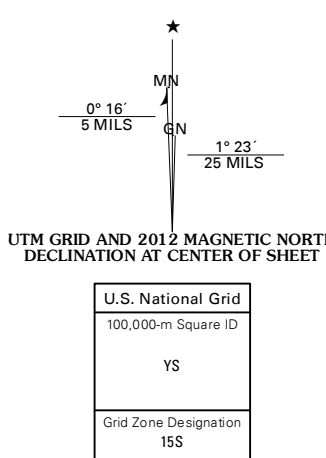 MN
0° 16´
5 MILS
GN
1° 23´
25 MILS
UTM GRID AND 2012 MAGNETIC NORTH
DECLINATION AT CENTER OF SHEET
U.S. National Grid
100,000-m Square ID
YS
Grid Zone Designation
15S